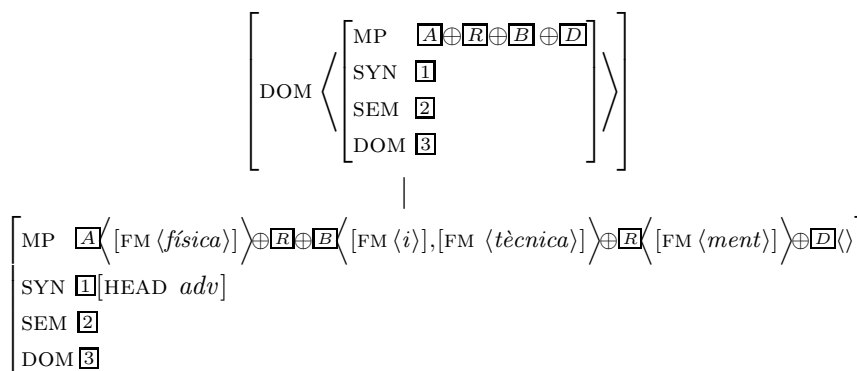 MP [A]⊕[R]⊕[B]⊕[D]
SYN [1]
DOM
SEM [2]
DOM [3]
MP [A]⟨[FM ⟨física⟩]⟩⊕[R]⊕[B]⟨[FM ⟨i⟩],[FM ⟨tècnica⟩]⟩⊕[R]⟨[FM ⟨ment⟩]⟩⊕[D]⟨⟩
SYN [1][HEAD adv]
SEM [2]
DOM [3]